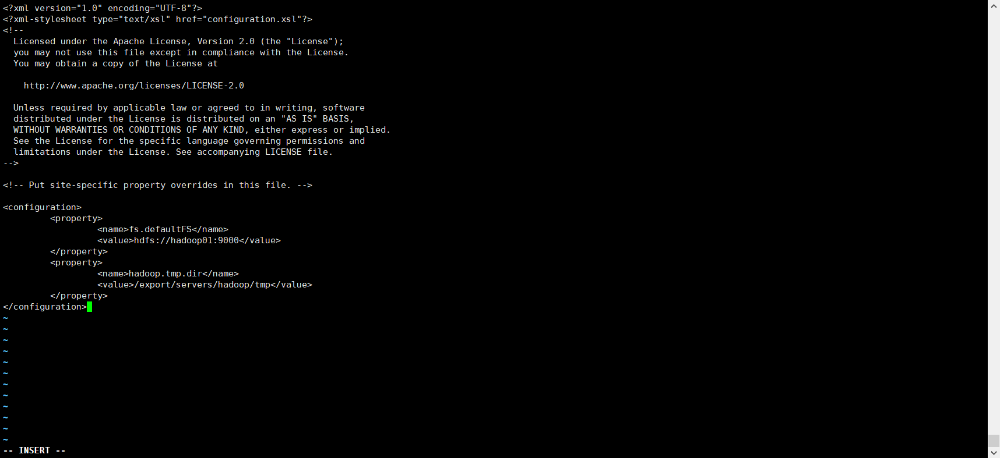 <?xml version="1.0" encoding="UTF-8"?>
<?xml-stylesheet type="text/xsl" href="configuration.xsl"?>
<!--
  Licensed under the Apache License, Version 2.0 (the "License");
  you may not use this file except in compliance with the License.
  You may obtain a copy of the License at

    http://www.apache.org/licenses/LICENSE-2.0

  Unless required by applicable law or agreed to in writing, software
  distributed under the License is distributed on an "AS IS" BASIS,
  WITHOUT WARRANTIES OR CONDITIONS OF ANY KIND, either express or implied.
  See the License for the specific language governing permissions and
  limitations under the License. See accompanying LICENSE file.
-->

<!-- Put site-specific property overrides in this file. -->

<configuration>
         <property>
                  <name>fs.defaultFS</name>
                  <value>hdfs://hadoop01:9000</value>
         </property>
         <property>
                  <name>hadoop.tmp.dir</name>
                  <value>/export/servers/hadoop/tmp</value>
         </property>
</configuration>
~
~
~
~
~
~
~
~
~
~
~
~
-- INSERT --